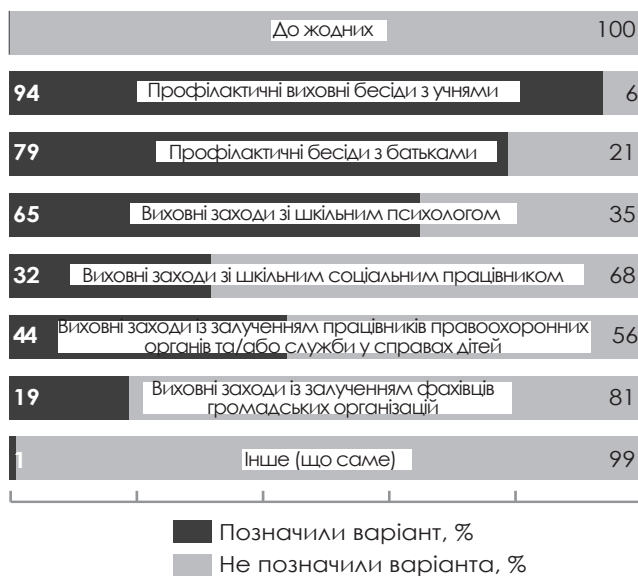 До жодних 100
94 Профілактичні виховні бесіди з учнями 6
79 Профілактичні бесіди з батьками 21
65 Виховні заходи зі шкільним психологом 35
32 Виховні заходи зі шкільним соціальним працівником 68
44 Виховні заходи із залученням працівників правоохоронних 56
органів та/або служби у справах дітей
19 Виховні заходи із залученням фахівців 81
громадських організацій
1 Інше (що саме) 99
Позначили варіант, %
Не позначили варіанта, %